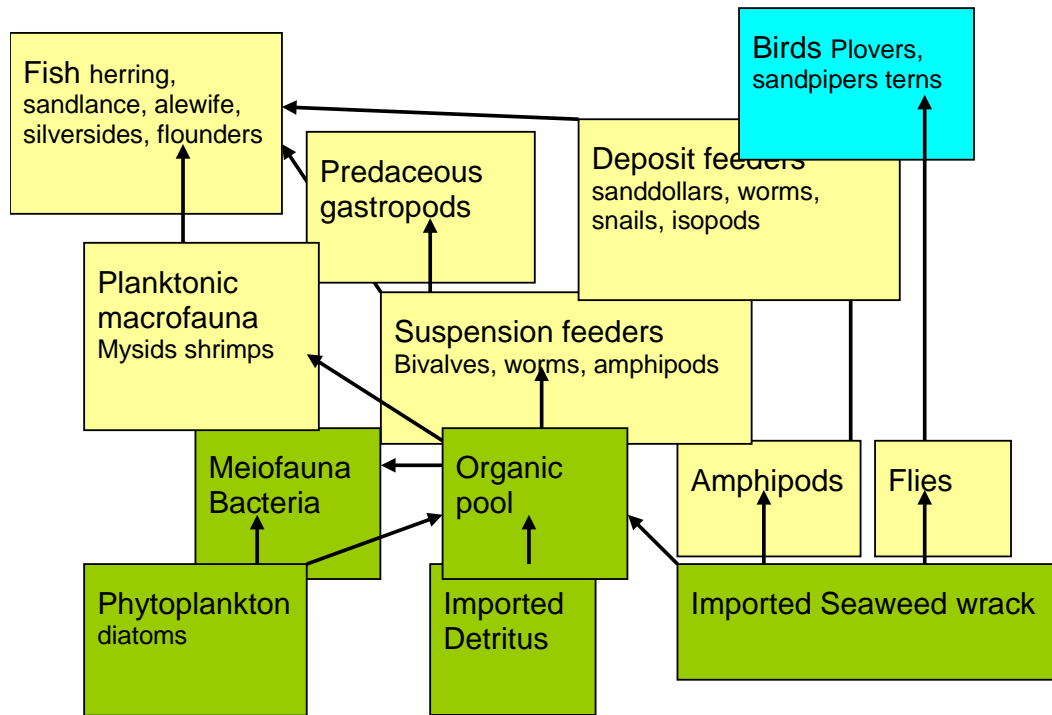 Fish herring,
sandlance, alewife,
silversides, flounders
Birds Plovers,
sandpipers terns
Predaceous
gastropods
Deposit feeders
sanddollars, worms,
snails, isopods
Planktonic
macrofauna
Mysids shrimps
Suspension feeders
Bivalves, worms, amphipods
Meiofauna
Bacteria
Organic
pool
Amphipods
Flies
Phytoplankton
diatoms
Imported
Detritus
Imported Seaweed wrack